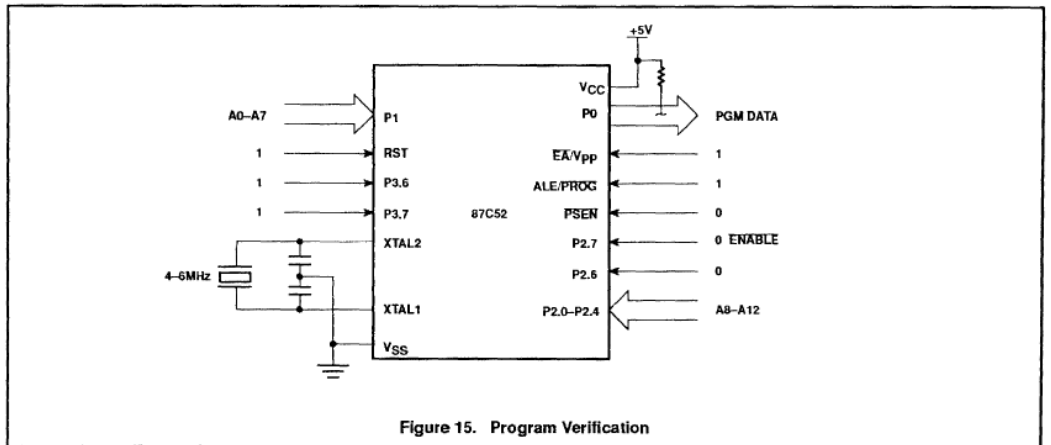 +5V
VCC
A0–A7
P1
P0
PGM DATA
1
RST
EA/VPP
1
1
P3.6
ALE/PROG
1
1
P3.7
87C52
PSEN
0
XTAL2
P2.7
0 ENABLE
4–6MHz
P2.6
0
XTAL1
P2.0–P2.4
A8–A12
VSS
Figure 15. Program Verification